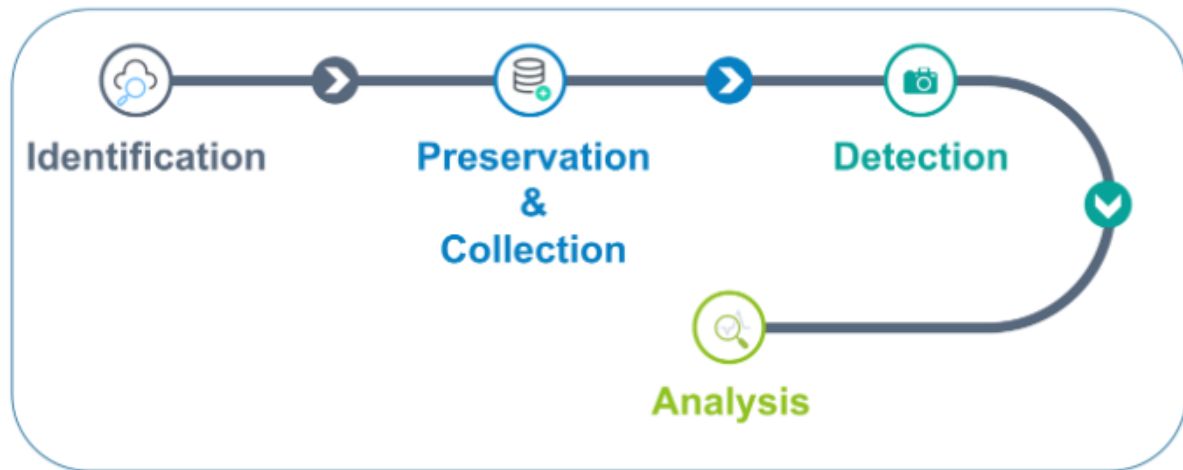 Identification
Preservation
&
Collection
Detection
Analysis